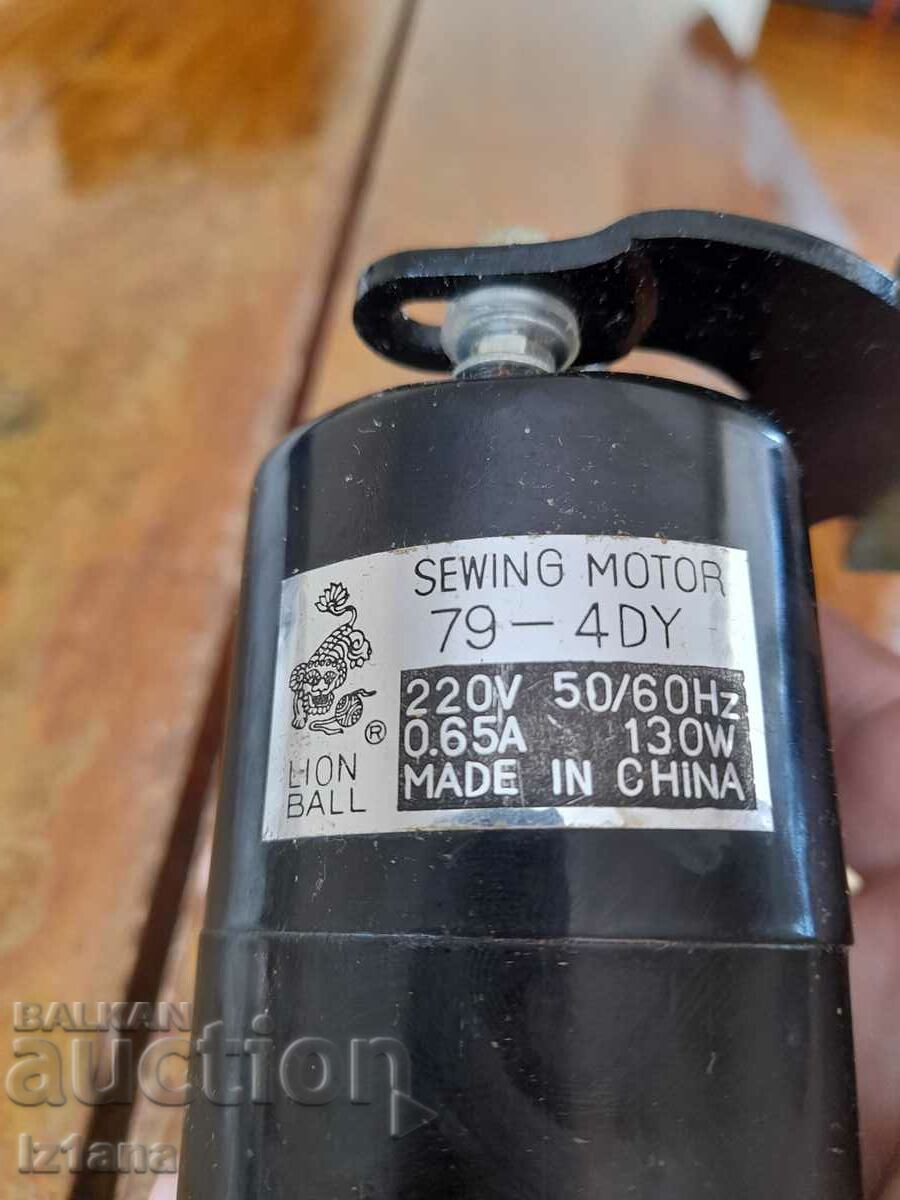 SEWING MOTOR
79-4DY
220V 50/60Hz
0.65A 130W
MADE IN CHINA
®
LION
BALL
BALKAN
auction
Iz1ana